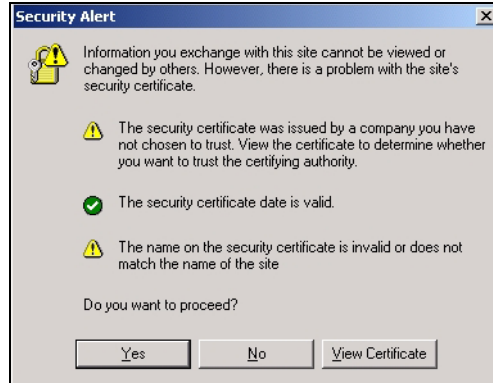 Security Alert
Information you exchange with this site cannot be viewed or
changed by others. However, there is a problem with the site's
security certificate.
The security certificate was issued by a company you have
not chosen to trust. View the certificate to determine whether
you want to trust the certifying authority.
The security certificate date is valid.
The name on the security certificate is invalid or does not
match the name of the site
Do you want to proceed?
Yes No View Certificate